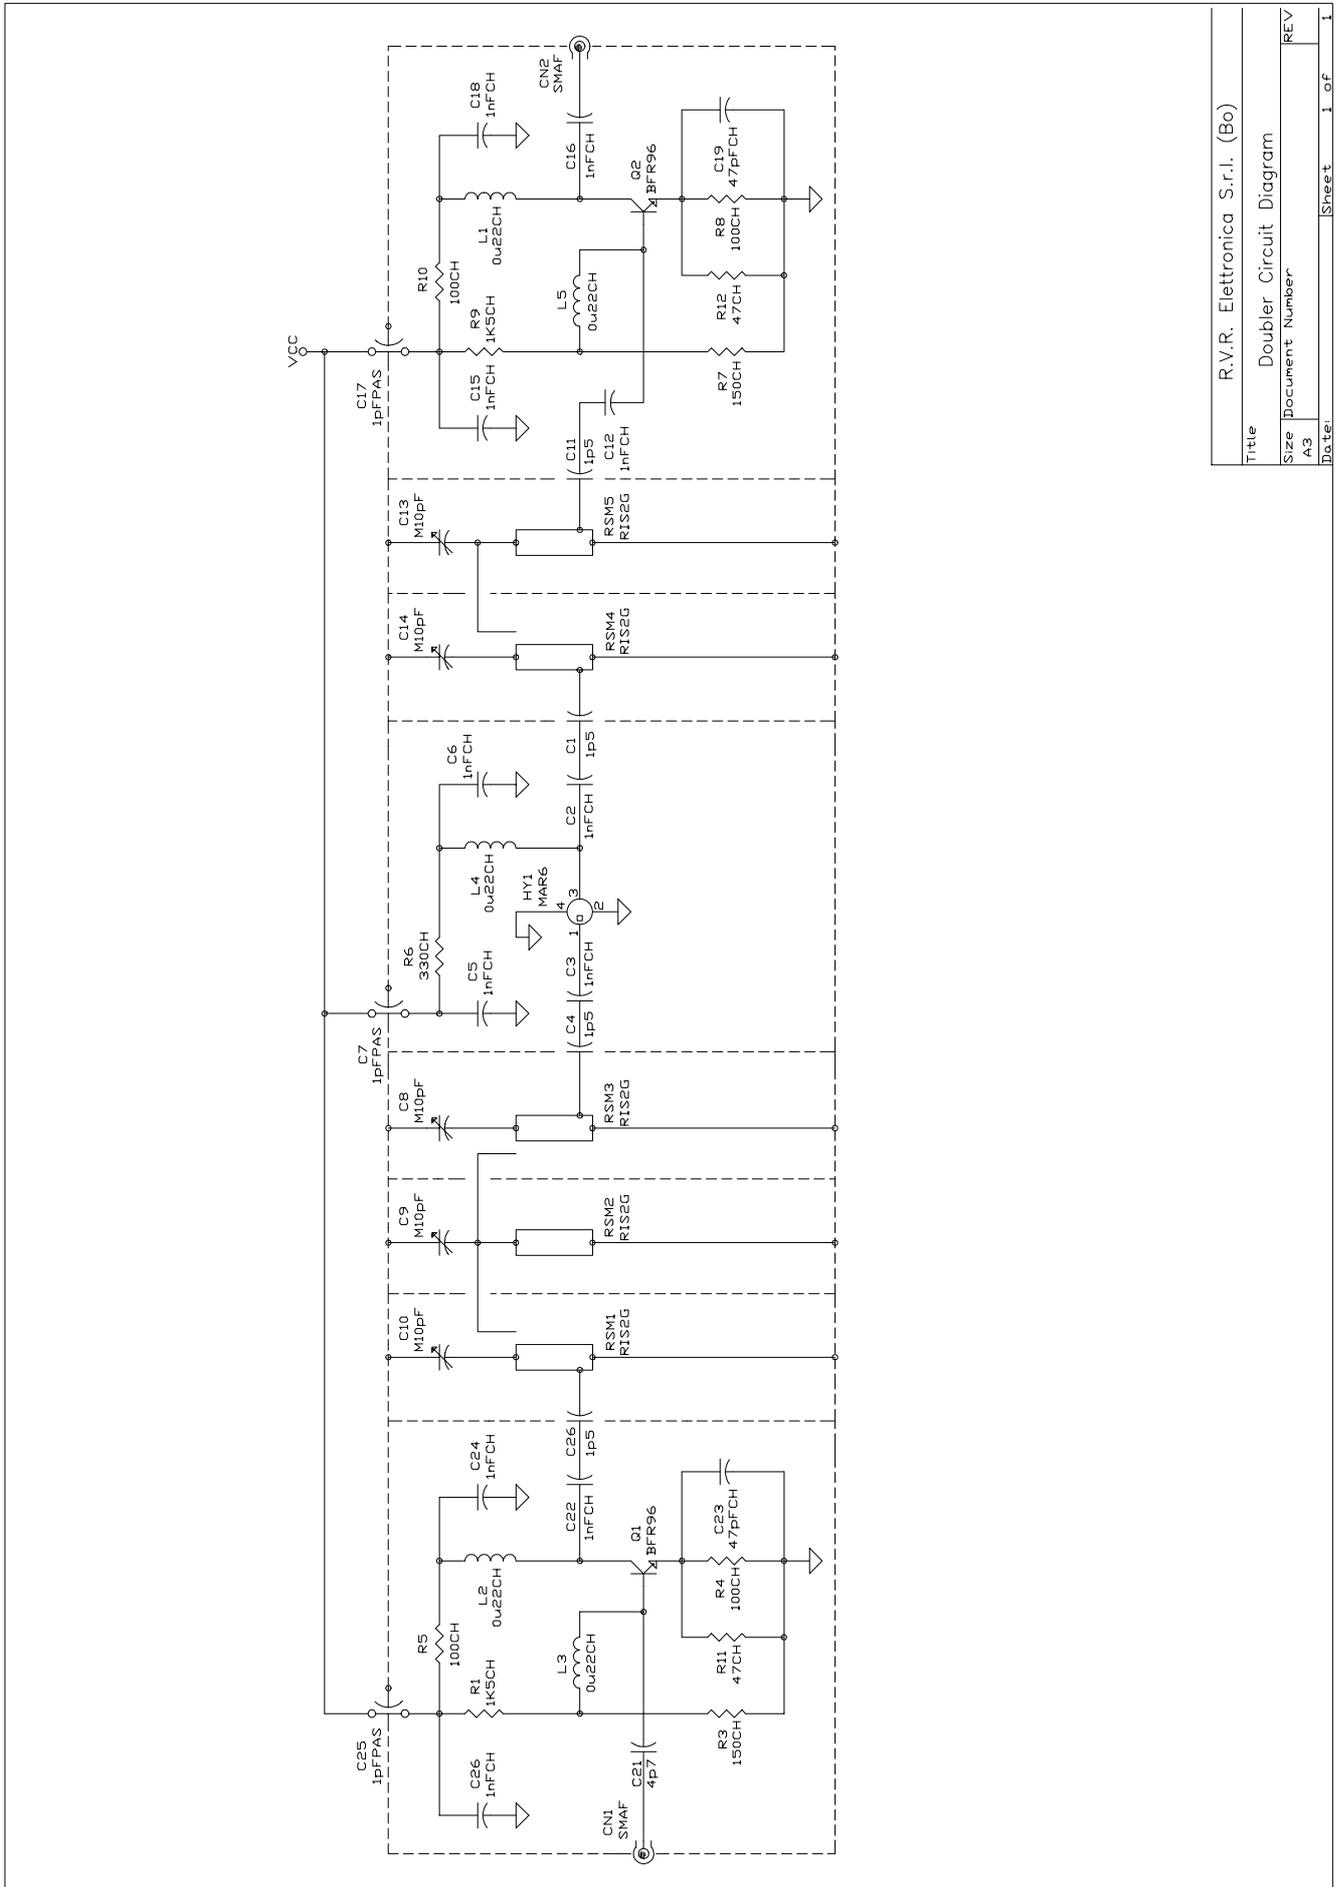 CN1
SMAF
C21
4p7
C26
1nFCH
C25
1pFPAS
R1
1K5CH
R5
100CH
L3
0u22CH
R3
150CH
R11
47CH
R4
100CH
C23
47pFCH
Q1
BFR96
L2
0u22CH
C24
1nFCH
C22
1nFCH
C26
1p5
C10
M10pF
RSM1
RIS2G
C9
M10pF
RSM2
RIS2G
C8
M10pF
RSM3
RIS2G
C7
1pFPAS
C4
1p5
C3
1nFCH
C5
1nFCH
R6
330CH
HY1
MAR6
1
2
3
4
L4
0u22CH
C6
1nFCH
C2
1nFCH
C1
1p5
C14
M10pF
RSM4
RIS2G
C13
M10pF
RSM5
RIS2G
C11
1p5
C12
1nFCH
C17
1pFPAS
VCC
C15
1nFCH
R9
1K5CH
R10
100CH
L5
0u22CH
R7
150CH
R12
47CH
R8
100CH
C19
47pFCH
Q2
BFR96
L1
0u22CH
C18
1nFCH
C16
1nFCH
CN2
SMAF
R.V.R. Elettronica S.r.l. (Bo)
Title
Doubler Circuit Diagram
Size Document Number REV
A3
Date: Sheet 1 of 1